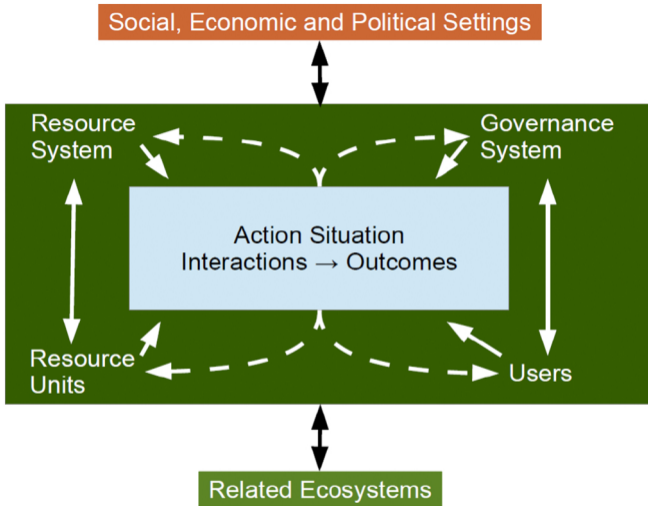 Social, Economic and Political Settings
Resource
System
Governance
System
Action Situation
Interactions → Outcomes
Resource
Units
Users
Related Ecosystems